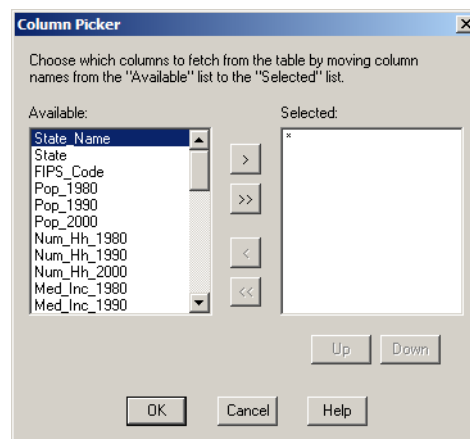 Column Picker
Choose which columns to fetch from the table by moving column
names from the "Available" list to the "Selected" list.
Available:
Selected:
State_Name
State
FIPS_Code
Pop_1980
Pop_1990
Pop_2000
Num_Hh_1980
Num_Hh_1990
Num_Hh_2000
Med_Inc_1980
Med_Inc_1990
>
>>
<
<<
*
Up
Down
OK
Cancel
Help